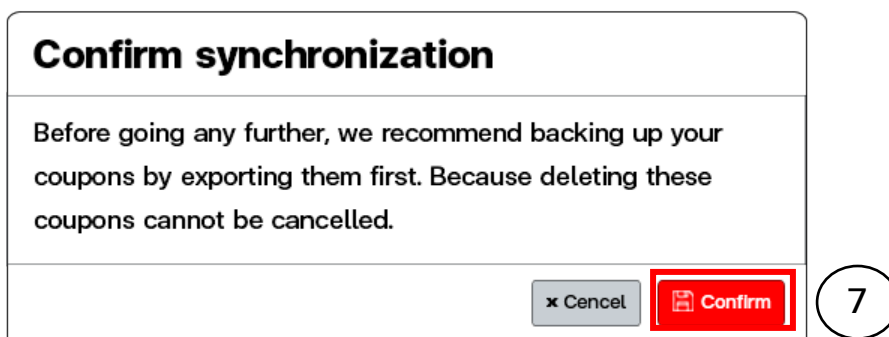 Confirm synchronization
Before going any further, we recommend backing up your
coupons by exporting them first. Because deleting these
coupons cannot be cancelled.
× Cencel
Confirm
7